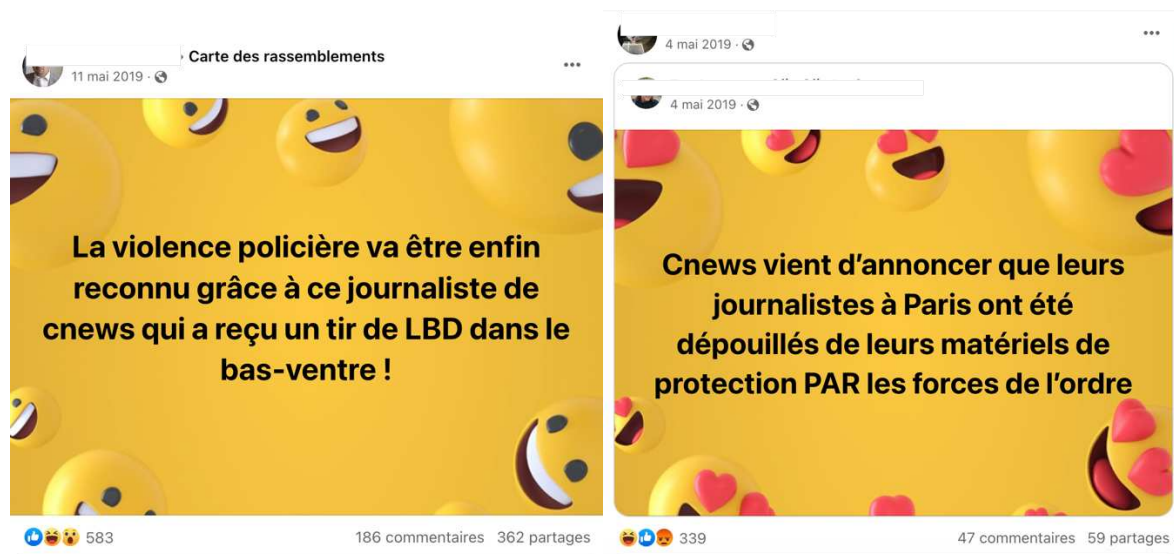 Carte des rassemblements
11 mai 2019
La violence policière va être enfin
reconnu grâce à ce journaliste de
cnews qui a reçu un tir de LBD dans le
bas-ventre !
583
186 commentaires 362 partages
4 mai 2019
4 mai 2019
Cnews vient d'annoncer que leurs
journalistes à Paris ont été
dépouillés de leurs matériels de
protection PAR les forces de l'ordre
339
47 commentaires 59 partages